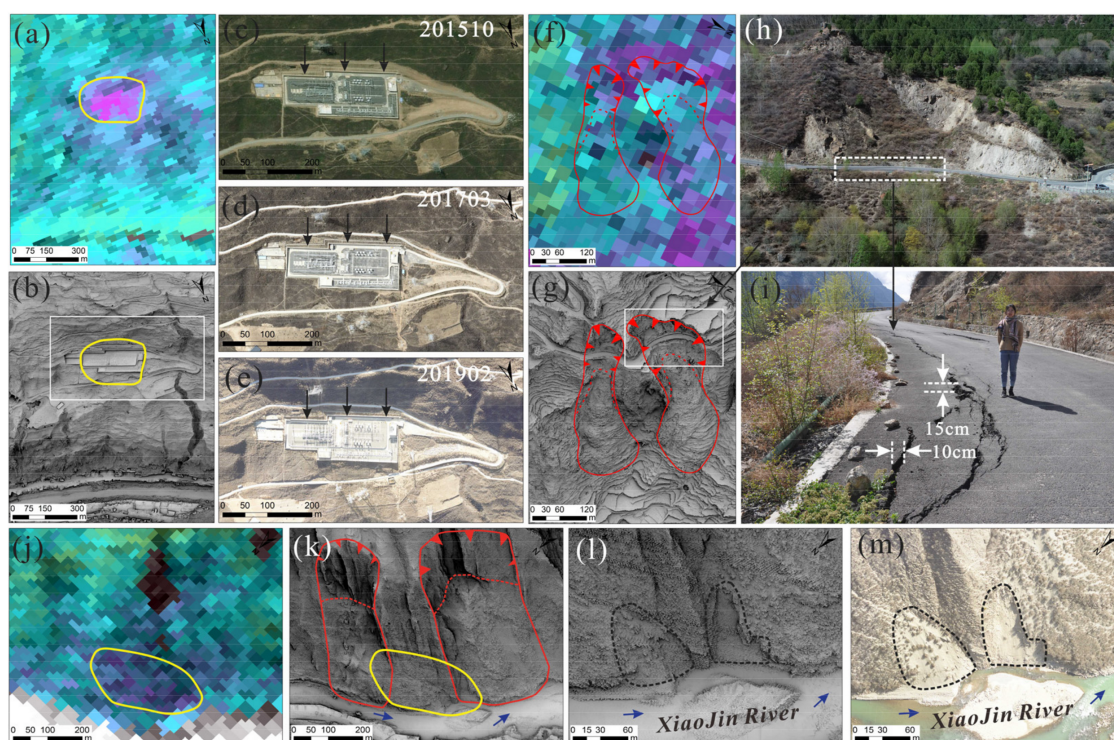 (a)
N
0 75 150 300
m
(b)
N
0 75 150 300
m
(c)
201510
N
0 50 100 200
m
(d)
201703
N
0 50 100 200
m
(e)
201902
N
0 50 100 200
m
(f)
N
0 30 60 120
m
(g)
N
0 30 60 120
m
(h)
(i)
15cm
10cm
(j)
N
0 50 100 200
m
(k)
N
0 50 100 200
m
(l)
N
XiaoJin River
0 15 30 60
m
(m)
N
XiaoJin River
0 15 30 60
m